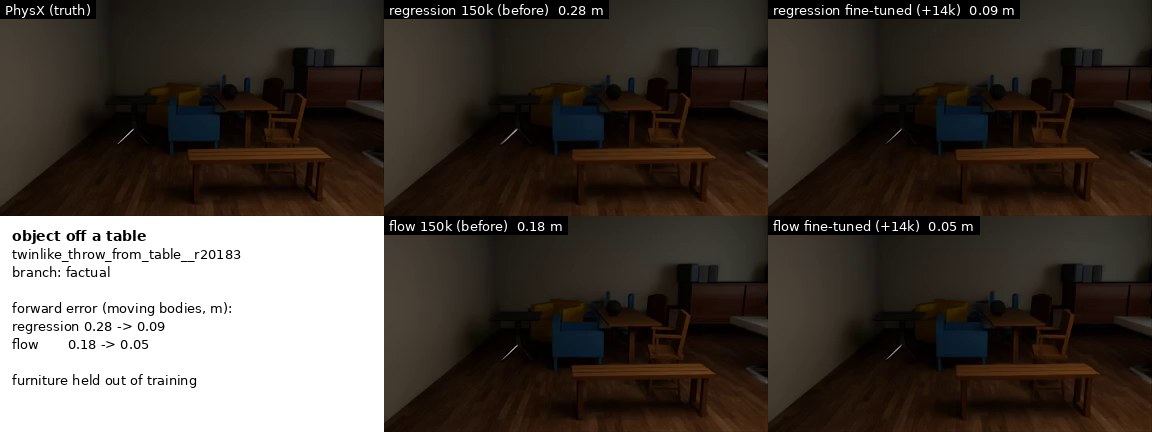 PhysX (truth)
regression 150k (before)  0.28 m
regression fine-tuned (+14k)  0.09 m
object off a table
twinlike_throw_from_table__r20183
branch: factual
forward error (moving bodies, m):
regression 0.28 -> 0.09
flow       0.18 -> 0.05
furniture held out of training
flow 150k (before)  0.18 m
flow fine-tuned (+14k)  0.05 m